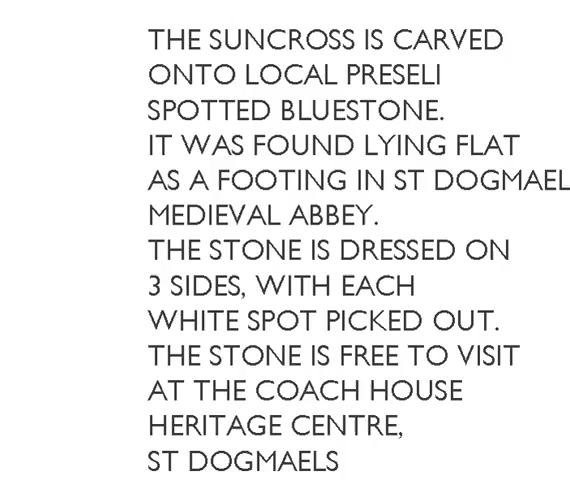 THE SUNCROSS IS CARVED
ONTO LOCAL PRESELI
SPOTTED BLUESTONE.
IT WAS FOUND LYING FLAT
AS A FOOTING IN ST DOGMAEL
MEDIEVAL ABBEY.
THE STONE IS DRESSED ON
3 SIDES, WITH EACH
WHITE SPOT PICKED OUT.
THE STONE IS FREE TO VISIT
AT THE COACH HOUSE
HERITAGE CENTRE,
ST DOGMAELS